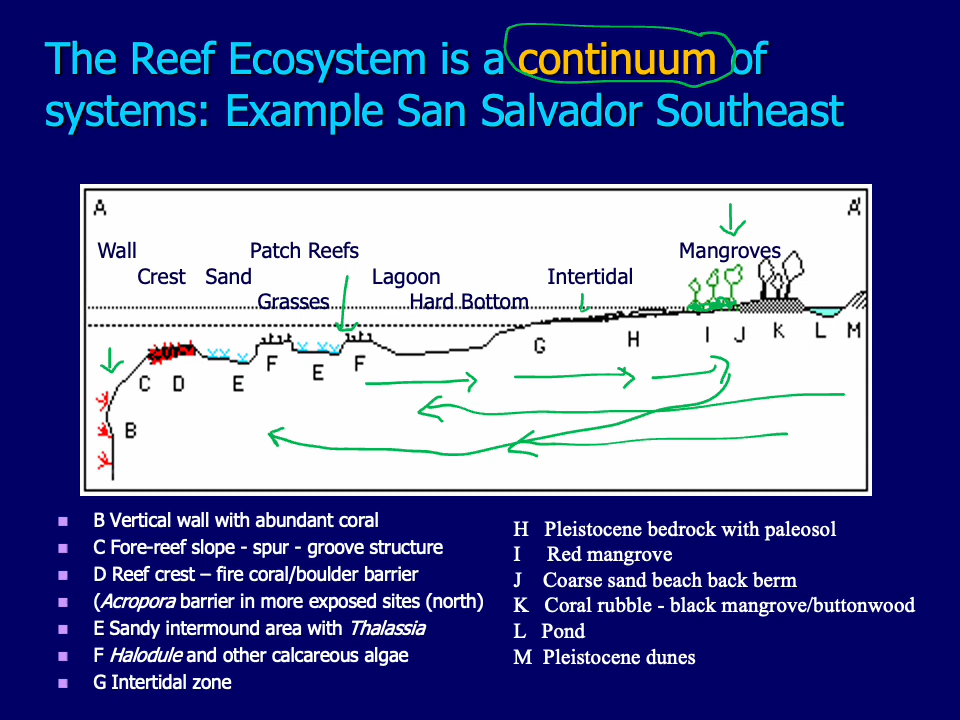 The Reef Ecosystem is a continuum of
systems: Example San Salvador Southeast
A A'
Wall Patch Reefs Mangroves
Crest Sand Lagoon Intertidal
Grasses Hard Bottom
G H I J K L M
F E F
C D E
B
B Vertical wall with abundant coral
C Fore-reef slope - spur - groove structure
D Reef crest – fire coral/boulder barrier
(Acropora barrier in more exposed sites (north)
E Sandy intermound area with Thalassia
F Halodule and other calcareous algae
G Intertidal zone
H Pleistocene bedrock with paleosol
I Red mangrove
J Coarse sand beach back berm
K Coral rubble - black mangrove/buttonwood
L Pond
M Pleistocene dunes